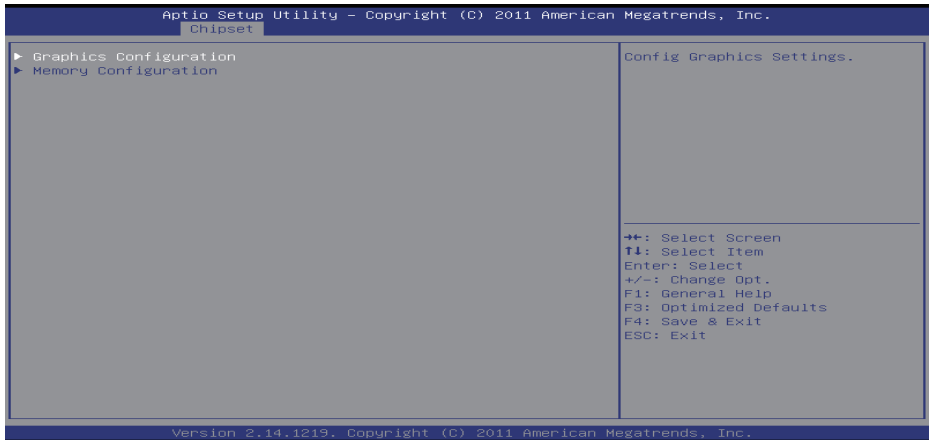 Aptio Setup Utility – Copyright (C) 2011 American Megatrends, Inc.
Chipset
▶ Graphics Configuration
▶ Memory Configuration
Config Graphics Settings.
→←: Select Screen
↑↓: Select Item
Enter: Select
+/-: Change Opt.
F1: General Help
F3: Optimized Defaults
F4: Save & Exit
ESC: Exit
Version 2.14.1219. Copyright (C) 2011 American Megatrends, Inc.